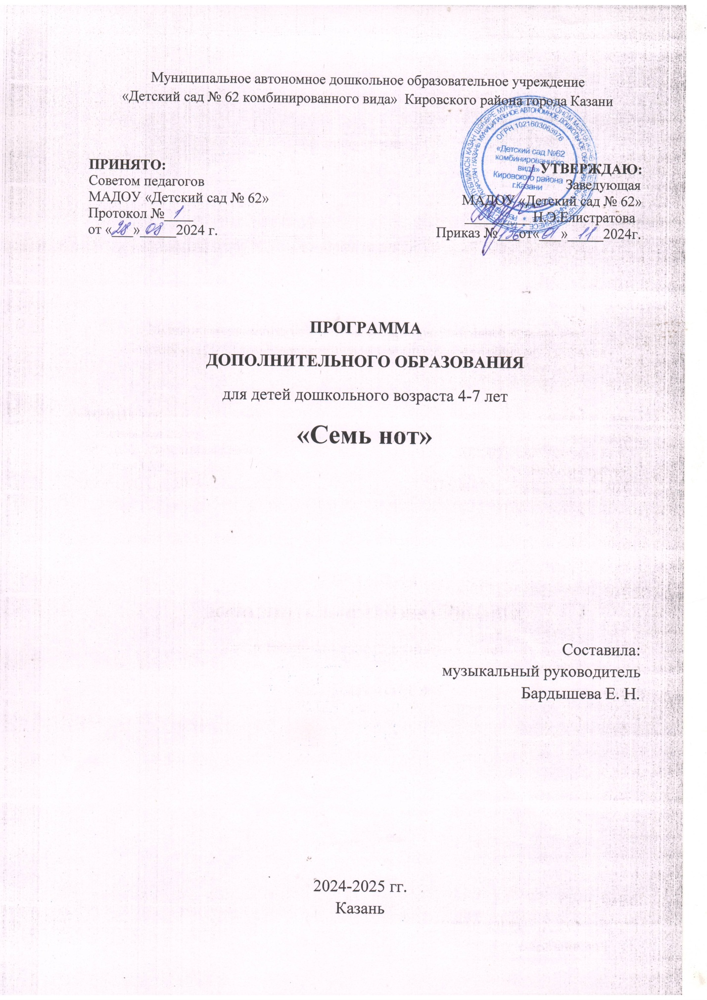 Муниципальное автономное дошкольное образовательное учреждение
«Детский сад № 62 комбинированного вида» Кировского района города Казани
ОГРН 1021603063976
«Детский сад №62
комбинированного
вида»
Кировского района
г.Казани
ПРИНЯТО:
Советом педагогов
МАДОУ «Детский сад № 62»
Протокол № 1
от «28» 08 2024 г.
УТВЕРЖДАЮ:
Заведующая
МАДОУ «Детский сад № 62»
Н.Э.Елистратова
Приказ № 136 от« 01 » 11 2024г.
ПРОГРАММА
ДОПОЛНИТЕЛЬНОГО ОБРАЗОВАНИЯ
для детей дошкольного возраста 4-7 лет
«Семь нот»
Составила:
музыкальный руководитель
Бардышева Е. Н.
2024-2025 гг.
Казань